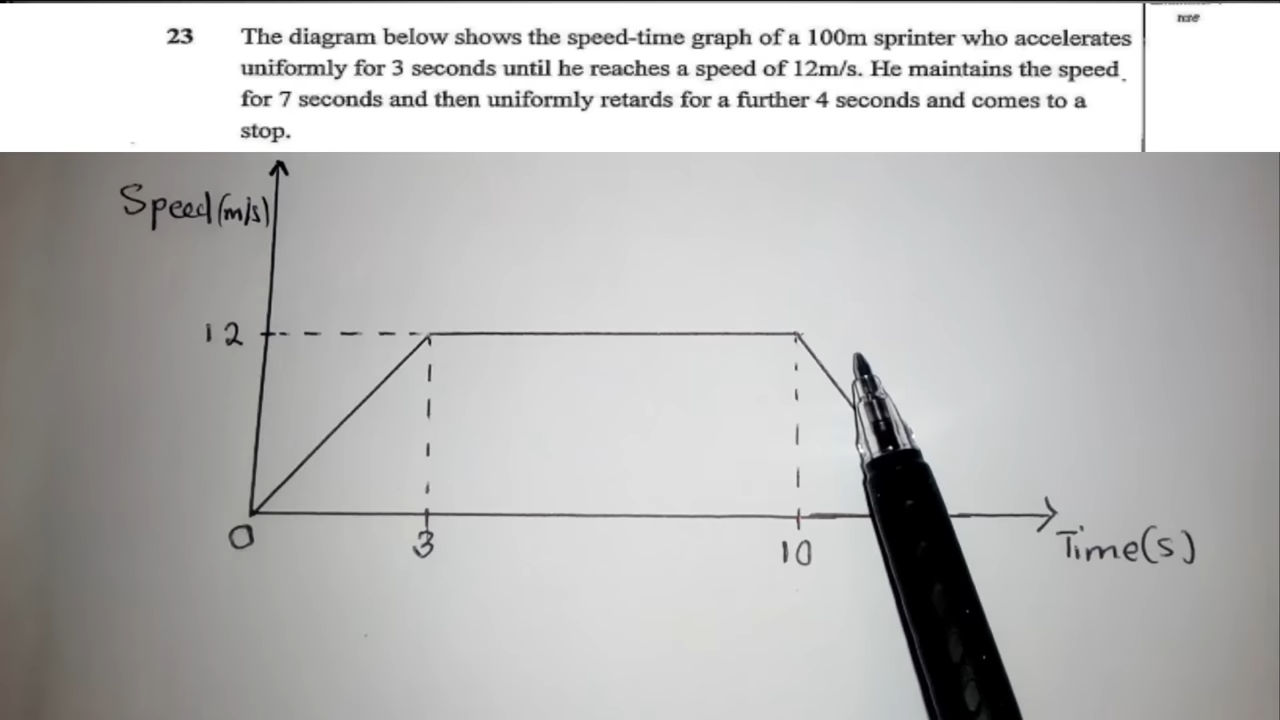 nse
23 The diagram below shows the speed-time graph of a 100m sprinter who accelerates
uniformly for 3 seconds until he reaches a speed of 12m/s. He maintains the speed
for 7 seconds and then uniformly retards for a further 4 seconds and comes to a
stop.
Speed (m/s)
12
0
3
10
Time (s)